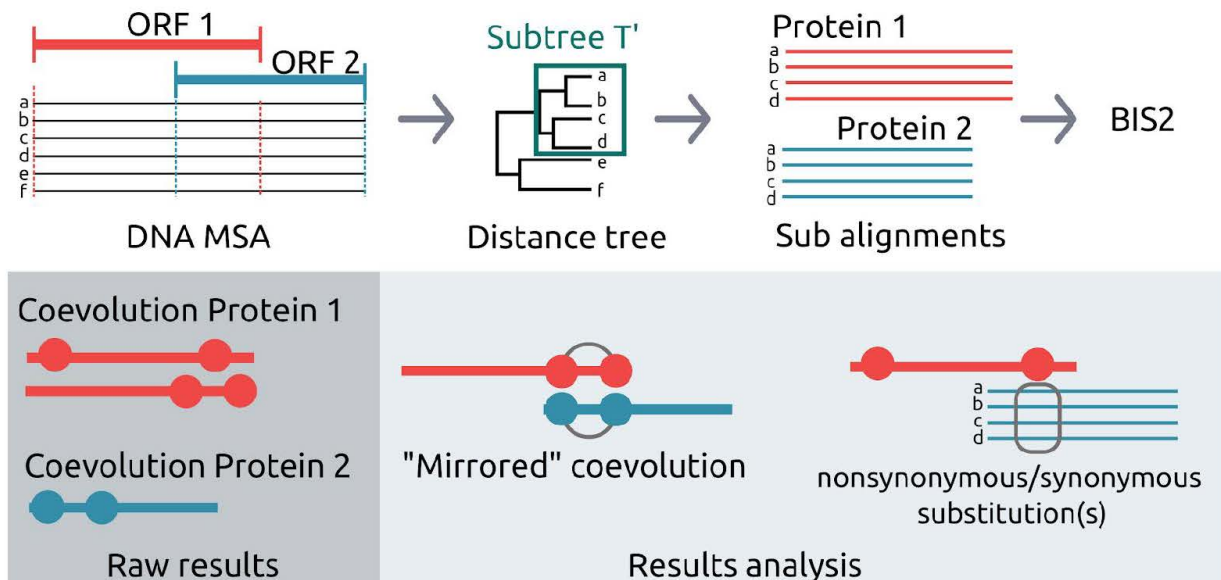 ORF 1
ORF 2
a
b
c
d
e
f
DNA MSA
Subtree T'
a
b
c
d
e
f
Distance tree
Protein 1
a
b
c
d
Protein 2
a
b
c
d
Sub alignments
BIS2
Coevolution Protein 1
Coevolution Protein 2
Raw results
"Mirrored" coevolution
a
b
c
d
nonsynonymous/synonymous
substitution(s)
Results analysis